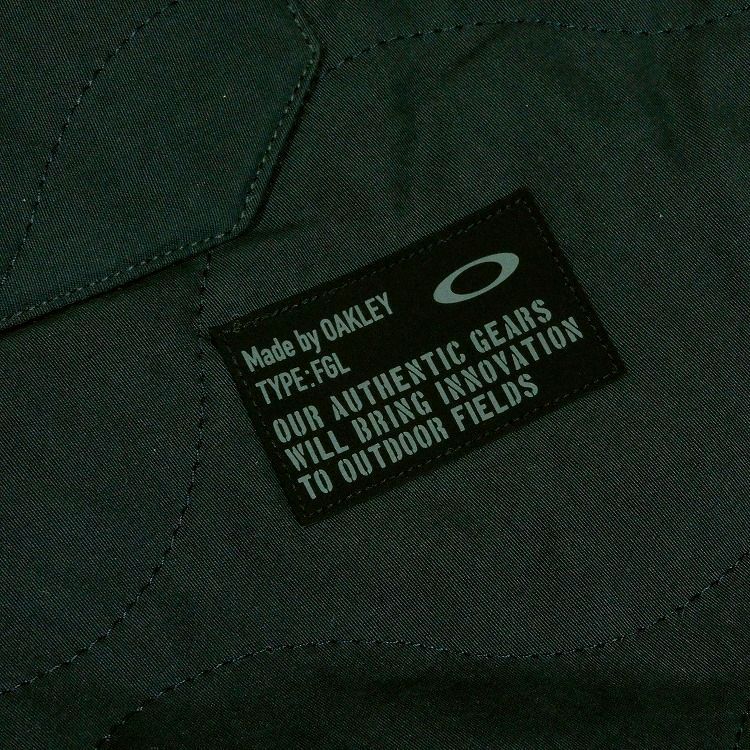 Made by OAKLEY
TYPE:FGL
OUR AUTHENTIC GEARS
WILL BRING INNOVATION
TO OUTDOOR FIELDS